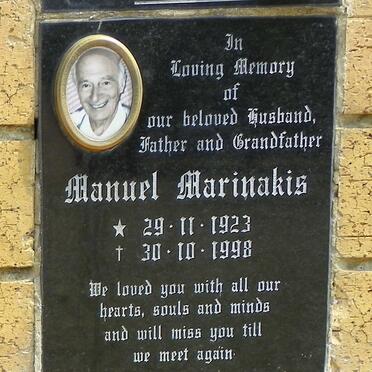 In
Loving Memory
of
our beloved Husband,
Father and Grandfather
Manuel Marinakis
★ 29·11·1923
† 30·10·1998
We loved you with all our
hearts, souls and minds
and will miss you till
we meet again